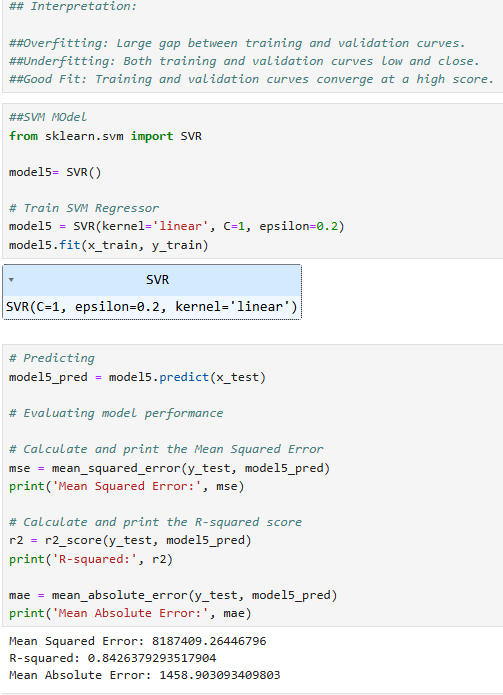 ## Interpretation:
##Overfitting: Large gap between training and validation curves.
##Underfitting: Both training and validation curves low and close.
##Good Fit: Training and validation curves converge at a high score.
##SVM MOdel
from sklearn.svm import SVR
model5= SVR()
# Train SVM Regressor
model5 = SVR(kernel='linear', C=1, epsilon=0.2)
model5.fit(x_train, y_train)
SVR
SVR(C=1, epsilon=0.2, kernel='linear')
# Predicting
model5_pred = model5.predict(x_test)
# Evaluating model performance
# Calculate and print the Mean Squared Error
mse = mean_squared_error(y_test, model5_pred)
print('Mean Squared Error:', mse)
# Calculate and print the R-squared score
r2 = r2_score(y_test, model5_pred)
print('R-squared:', r2)
mae = mean_absolute_error(y_test, model5_pred)
print('Mean Absolute Error:', mae)
Mean Squared Error: 8187409.26446796
R-squared: 0.8426379293517904
Mean Absolute Error: 1458.903093409803